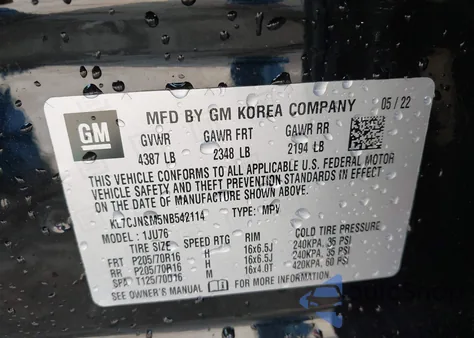 GM
MFD BY GM KOREA COMPANY 05 / 22
GVWR GAWR FRT GAWR RR
4387 LB 2348 LB 2194 LB
THIS VEHICLE CONFORMS TO ALL APPLICABLE U.S. FEDERAL MOTOR
VEHICLE SAFETY AND THEFT PREVENTION STANDARDS IN EFFECT
ON THE DATE OF MANUFACTURE SHOWN ABOVE.
KL7CJNSM5NB542114 TYPE: MPV
MODEL: 1JU76
TIRE SIZE SPEED RTG RIM COLD TIRE PRESSURE
FRT P205/70R16 H 16x6.5J 240KPA, 35 PSI
RR P205/70R16 H 16x6.5J 240KPA, 35 PSI
SPA T125/70D16 M 16x4.0T 420KPA, 60 PSI
SEE OWNER'S MANUAL FOR MORE INFORMATION